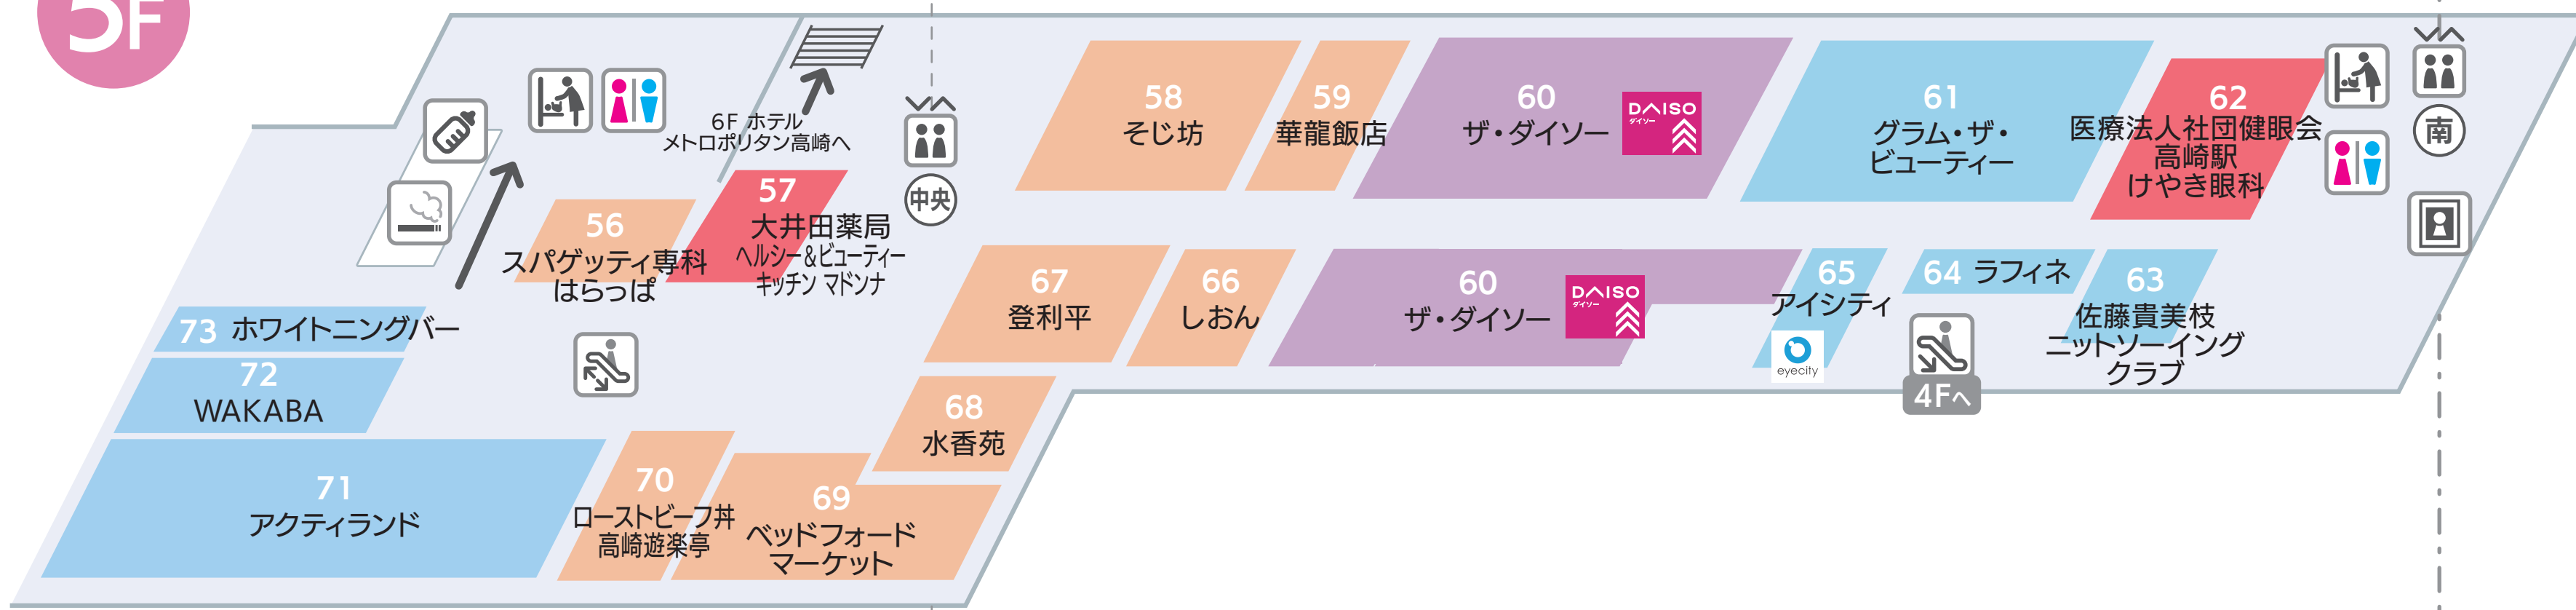 5F
6F ホテル
メトロポリタン高崎へ
中央
56
スパゲッティ専科
はらっぱ
57
大井田薬局
ヘルシー&ビューティー
キッチン マドンナ
58
そじ坊
59
華龍飯店
60
ザ・ダイソー
DAISO
ダイソー
61
グラム・ザ・
ビューティー
62
医療法人社団健眼会
高崎駅
けやき眼科
南
73 ホワイトニングバー
72
WAKABA
71
アクティランド
70
ローストビーフ丼
高崎遊楽亭
69
ベッドフォード
マーケット
68
水香苑
67
登利平
66
しおん
60
ザ・ダイソー
DAISO
ダイソー
65
アイシティ
eyecity
64 ラフィネ
4Fへ
63
佐藤貴美枝
ニットソーイング
クラブ